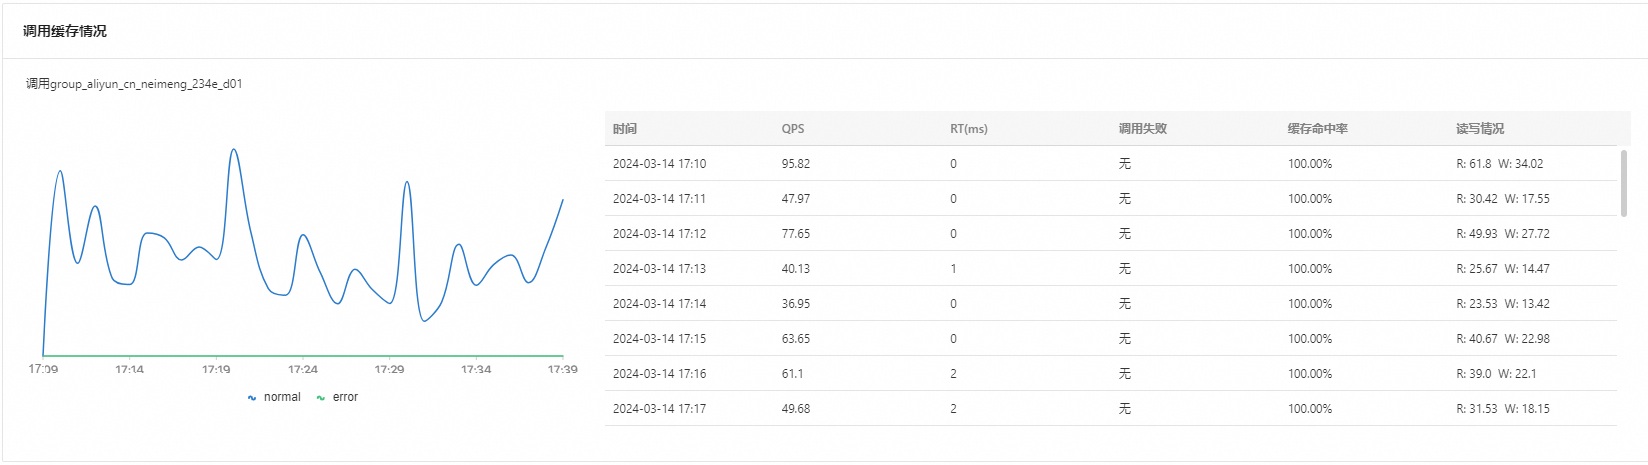 调用缓存情况
调用group_aliyun_cn_neimeng_234e_d01
17:09 17:14 17:19 17:24 17:29 17:34 17:39
normal error
时间 QPS RT(ms) 调用失败 缓存命中率 读写情况
2024-03-14 17:10 95.82 0 无 100.00% R: 61.8 W: 34.02
2024-03-14 17:11 47.97 0 无 100.00% R: 30.42 W: 17.55
2024-03-14 17:12 77.65 0 无 100.00% R: 49.93 W: 27.72
2024-03-14 17:13 40.13 1 无 100.00% R: 25.67 W: 14.47
2024-03-14 17:14 36.95 0 无 100.00% R: 23.53 W: 13.42
2024-03-14 17:15 63.65 0 无 100.00% R: 40.67 W: 22.98
2024-03-14 17:16 61.1 2 无 100.00% R: 39.0 W: 22.1
2024-03-14 17:17 49.68 2 无 100.00% R: 31.53 W: 18.15